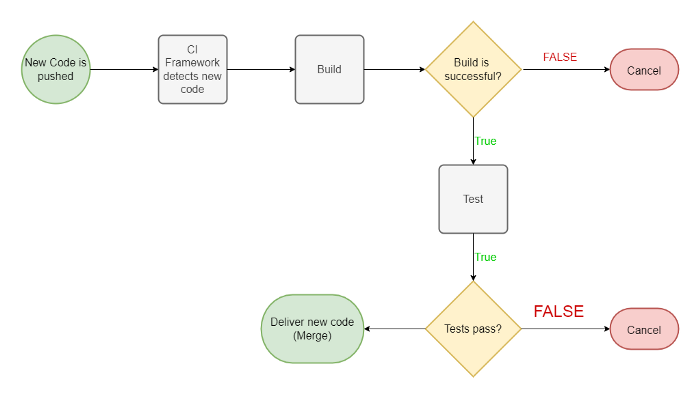 New Code is
pushed
CI
Framework
detects new
code
Build
Build is
successful?
FALSE
Cancel
True
Test
True
Deliver new code
(Merge)
Tests pass?
FALSE
Cancel